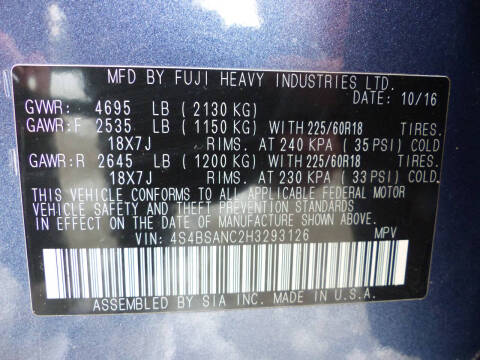 MFD BY FUJI HEAVY INDUSTRIES LTD.
DATE: 10/16
GVWR: 4695 LB (2130 KG)
GAWR:F 2535 LB (1150 KG) WITH 225/60R18 TIRES.
18X7J RIMS. AT 240 KPA (35 PSI) COLD
GAWR:R 2645 LB (1200 KG) WITH 225/60R18 TIRES.
18X7J RIMS. AT 230 KPA (33 PSI) COLD
THIS VEHICLE CONFORMS TO ALL APPLICABLE FEDERAL MOTOR
VEHICLE SAFETY AND THEFT PREVENTION STANDARDS
IN EFFECT ON THE DATE OF MANUFACTURE SHOWN ABOVE.
VIN: 4S4BSANC2H3293126 MPV
ASSEMBLED BY SIA INC. MADE IN U.S.A.